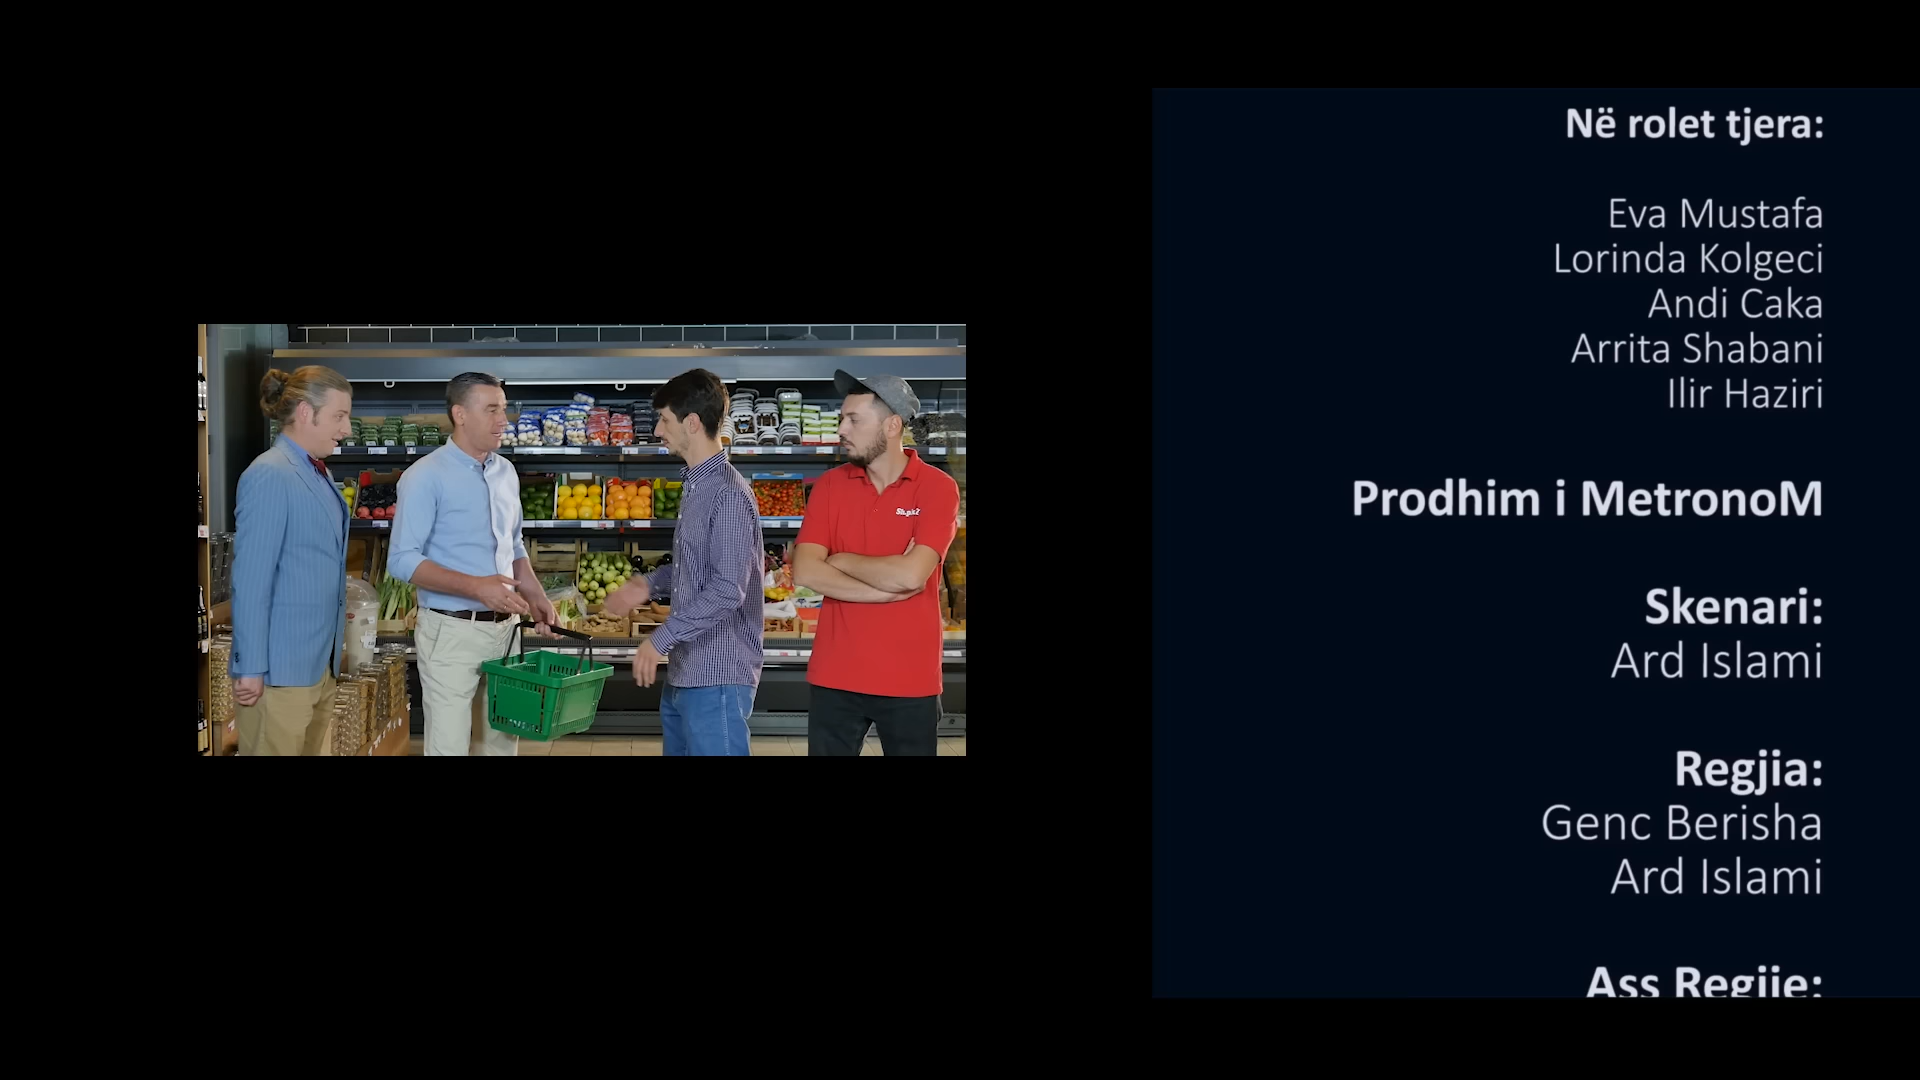 Në rolet tjera:
Eva Mustafa
Lorinda Kolgeci
Andi Caka
Arrita Shabani
Ilir Haziri
Prodhim i MetronoM
Skenari:
Ard Islami
Regjia:
Genc Berisha
Ard Islami
Ass Regjie: